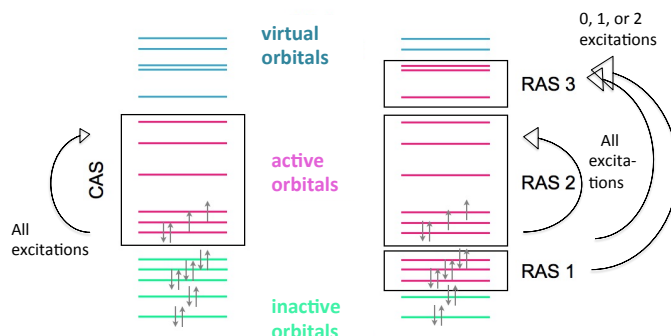 virtual
orbitals
0, 1, or 2
excitations
RAS 3
CAS
active
orbitals
All
excita-
tions
RAS 2
All
excitations
RAS 1
inactive
orbitals